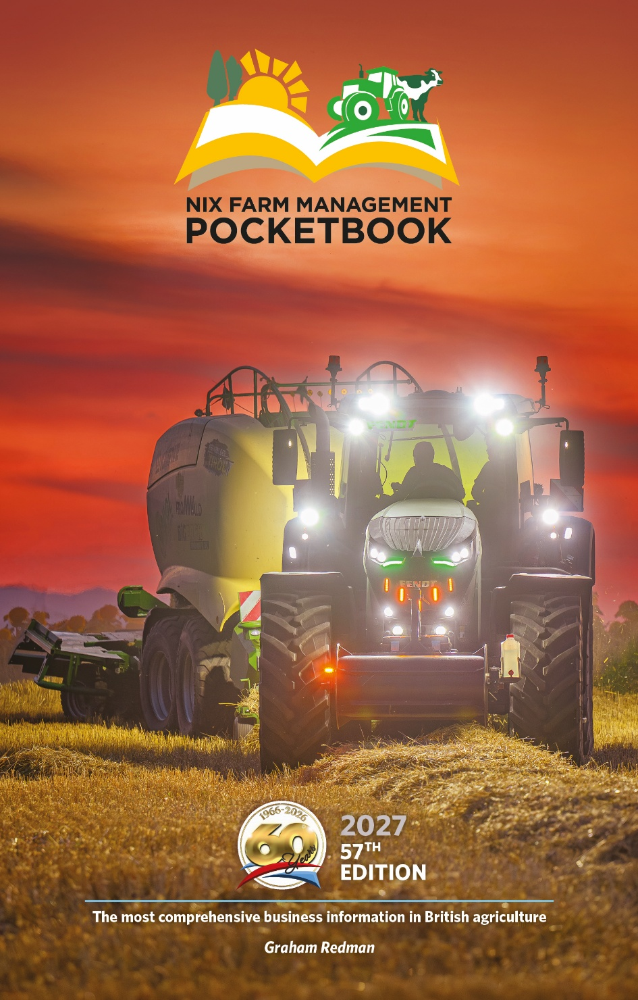 NIX FARM MANAGEMENT
POCKETBOOK
FENDT
FENDT
1966-2026
60
Years
2027
57TH
EDITION
The most comprehensive business information in British agriculture
Graham Redman